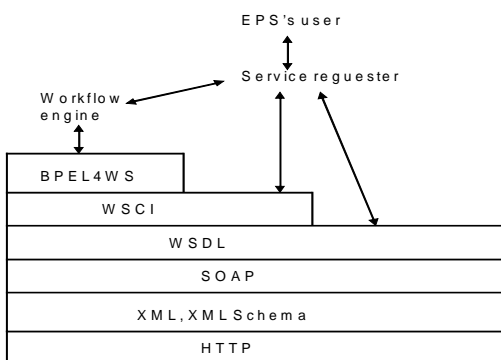 EPS's user
Service reguester
Workflow
engine
BPEL4WS
WSCI
WSDL
SOAP
XML,XMLSchema
HTTP